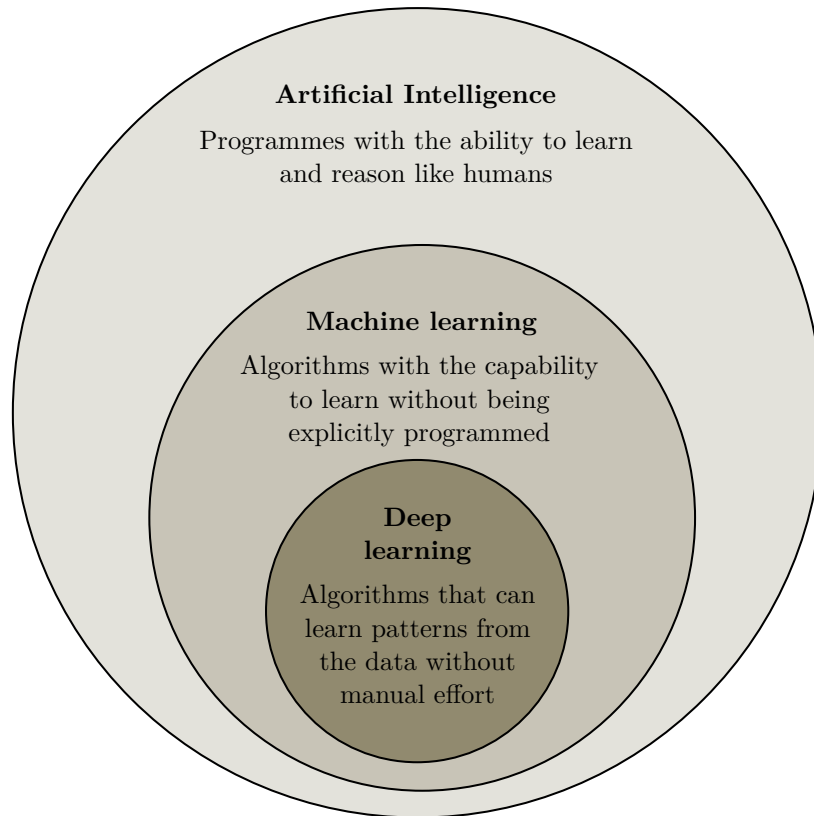 Artificial Intelligence
Programmes with the ability to learn
and reason like humans
Machine learning
Algorithms with the capability
to learn without being
explicitly programmed
Deep
learning
Algorithms that can
learn patterns from
the data without
manual effort